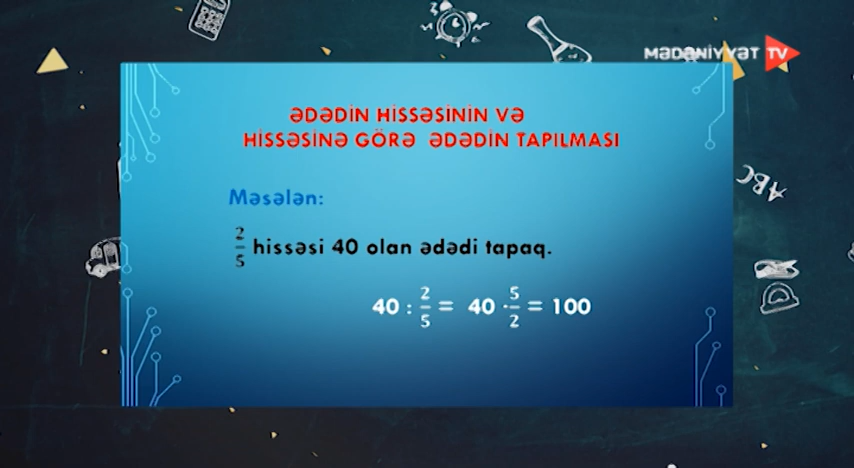 MƏDƏNİYYƏT TV
ƏDƏDİN HİSSƏSİNİN VƏ
HİSSƏSİNƏ GÖRƏ ƏDƏDİN TAPILMASI
Məsələn:
2/5 hissəsi 40 olan ədədi tapaq.
40 : 2/5 = 40 · 5/2 = 100
ABC